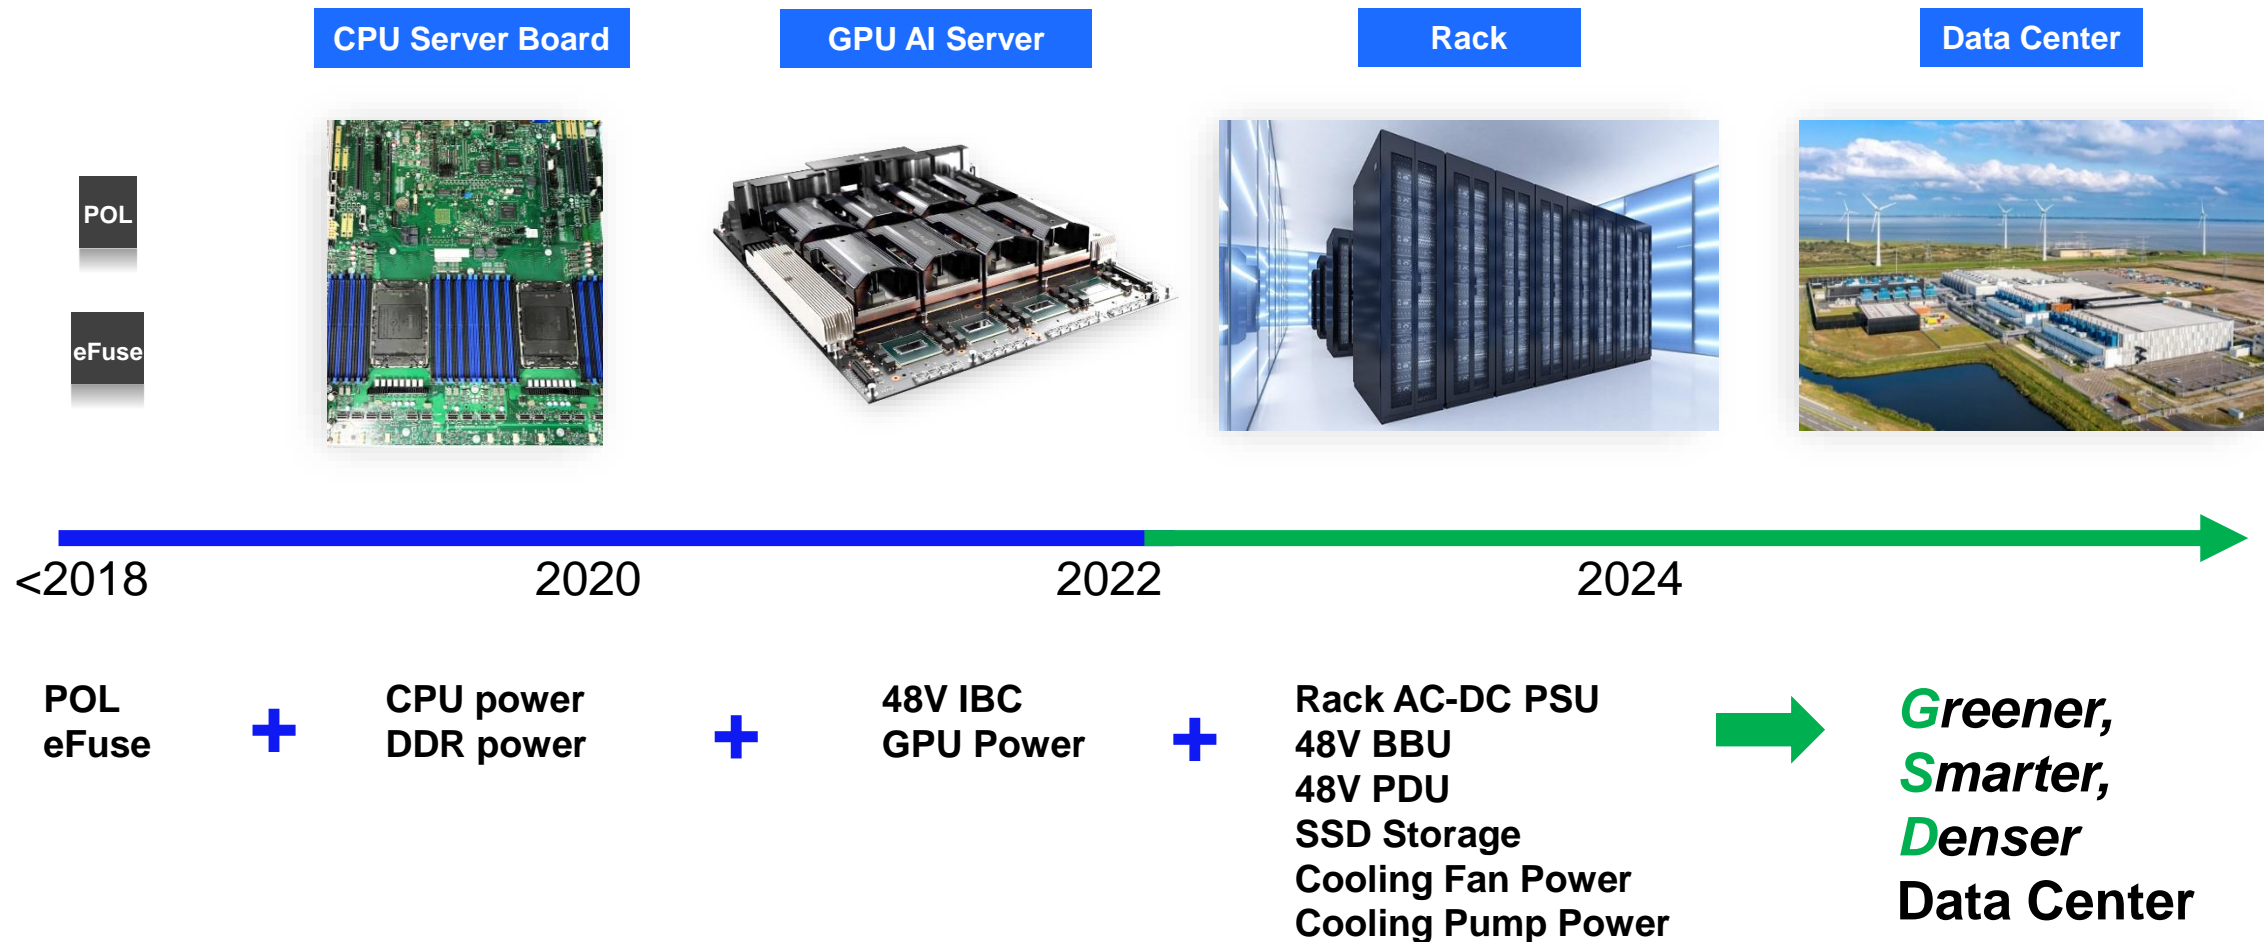 CPU Server Board
GPU AI Server
Rack
Data Center
POL
eFuse
<2018
2020
2022
2024
POL
eFuse
+
CPU power
DDR power
+
48V IBC
GPU Power
+
Rack AC-DC PSU
48V BBU
48V PDU
SSD Storage
Cooling Fan Power
Cooling Pump Power
Greener,
Smarter,
Denser
Data Center